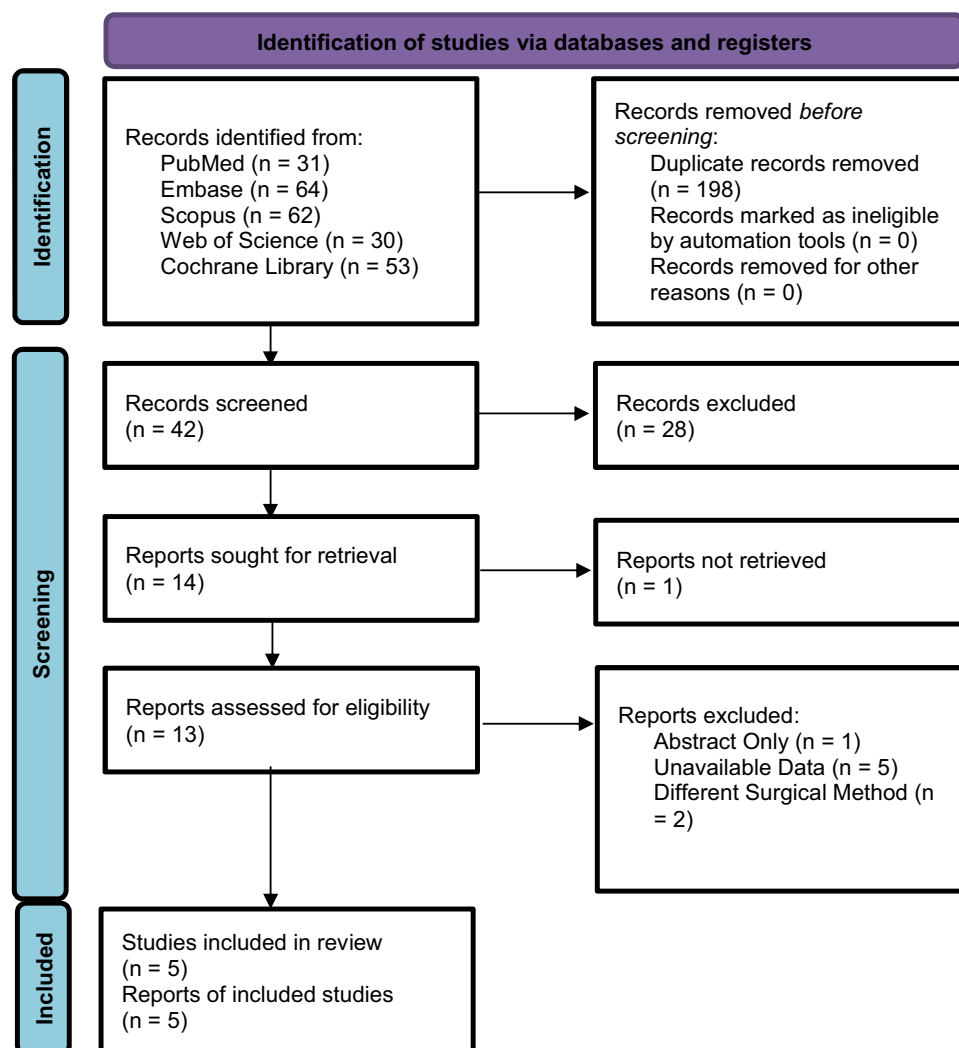 Identification of studies via databases and registers
Identification
Records identified from:
PubMed (n = 31)
Embase (n = 64)
Scopus (n = 62)
Web of Science (n = 30)
Cochrane Library (n = 53)
Records removed before
screening:
Duplicate records removed
(n = 198)
Records marked as ineligible
by automation tools (n = 0)
Records removed for other
reasons (n = 0)
Screening
Records screened
(n = 42)
Records excluded
(n = 28)
Reports sought for retrieval
(n = 14)
Reports not retrieved
(n = 1)
Reports assessed for eligibility
(n = 13)
Reports excluded:
Abstract Only (n = 1)
Unavailable Data (n = 5)
Different Surgical Method (n
= 2)
Included
Studies included in review
(n = 5)
Reports of included studies
(n = 5)